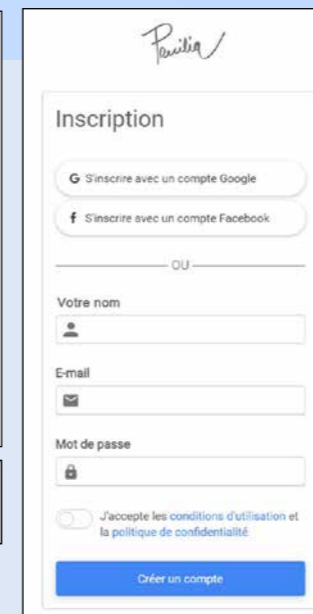 Familiq
Inscription
G S'inscrire avec un compte Google
f S'inscrire avec un compte Facebook
OU
Votre nom
E-mail
Mot de passe
J'accepte les conditions d'utilisation et
la politique de confidentialité
Créer un compte